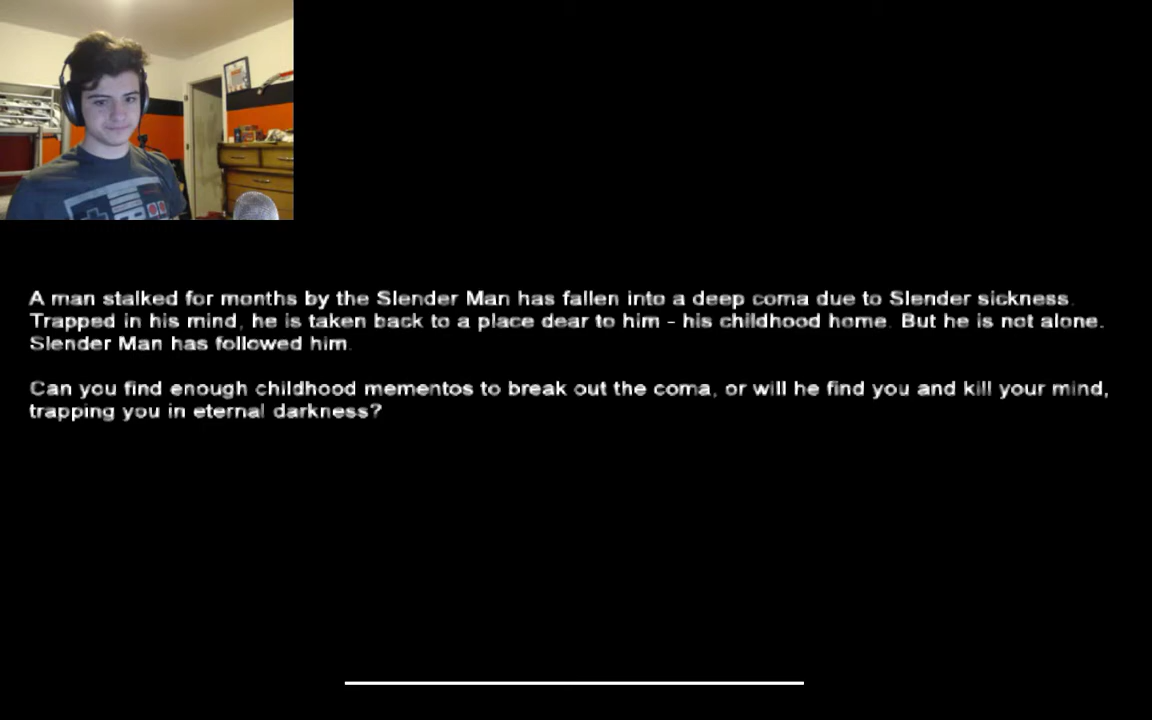 A man stalked for months by the Slender Man has fallen into a deep coma due to Slender sickness.
Trapped in his mind, he is taken back to a place dear to him - his childhood home. But he is not alone.
Slender Man has followed him.
Can you find enough childhood mementos to break out the coma, or will he find you and kill your mind,
trapping you in eternal darkness?